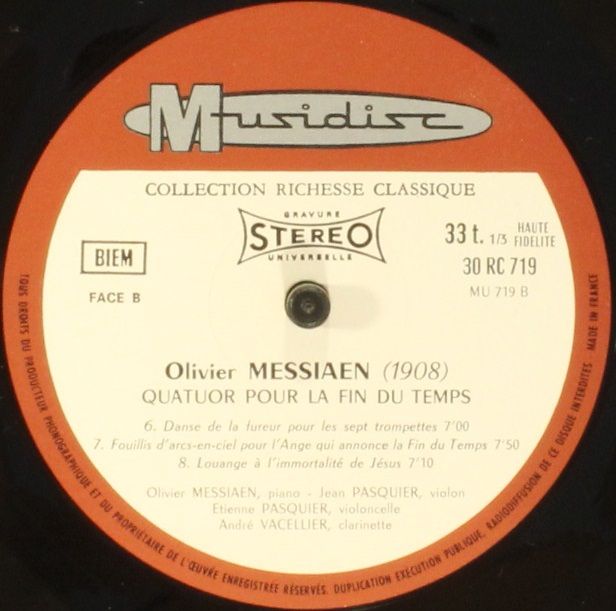 Musidisc
COLLECTION RICHESSE CLASSIQUE
GRAVURE
STEREO
UNIVERSELLE
BIEM
FACE B
33 t. 1/3 HAUTE FIDELITE
30 RC 719
MU 719 B
Olivier MESSIAEN (1908)
QUATUOR POUR LA FIN DU TEMPS
6. Danse de la fureur pour les sept trompettes 7'00
7. Fouillis d'arcs-en-ciel pour l'Ange qui annonce la Fin du Temps 7'50
8. Louange à l'immortalité de Jésus 7'10
Olivier MESSIAEN, piano - Jean PASQUIER, violon
Etienne PASQUIER, violoncelle
André VACELLIER, clarinette
TOUS DROITS DU PRODUCTEUR PHONOGRAPHIQUE ET DU PROPRIÉTAIRE DE L'ŒUVRE ENREGISTRÉE RÉSERVÉS. DUPLICATION EXÉCUTION PUBLIQUE, RADIODIFFUSION DE CE DISQUE INTERDITES - MADE IN FRANCE